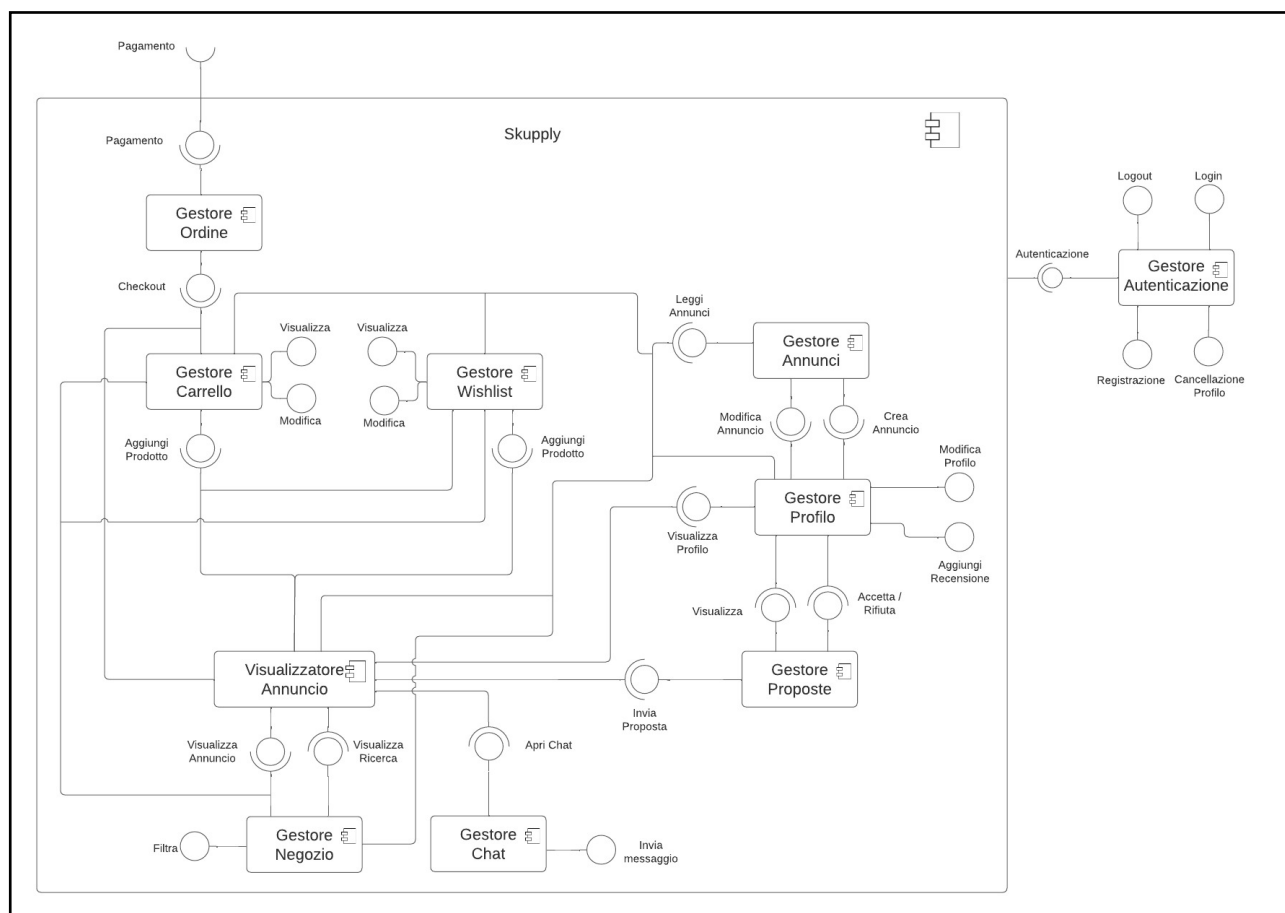 Pagamento
Skupply
Pagamento
Logout
Login
Gestore
Ordine
Autenticazione
Gestore
Autenticazione
Checkout
Leggi
Annunci
Visualizza
Visualizza
Gestore
Annunci
Gestore
Carrello
Gestore
Wishlist
Registrazione
Cancellazione
Profilo
Modifica
Modifica
Modifica
Annuncio
Crea
Annuncio
Aggiungi
Prodotto
Aggiungi
Prodotto
Modifica
Profilo
Gestore
Profilo
Visualizza
Profilo
Aggiungi
Recensione
Visualizza
Accetta /
Rifiuta
Visualizzatore
Annuncio
Gestore
Proposte
Invia
Proposta
Visualizza
Annuncio
Visualizza
Ricerca
Apri Chat
Filtra
Gestore
Negozio
Gestore
Chat
Invia
messaggio